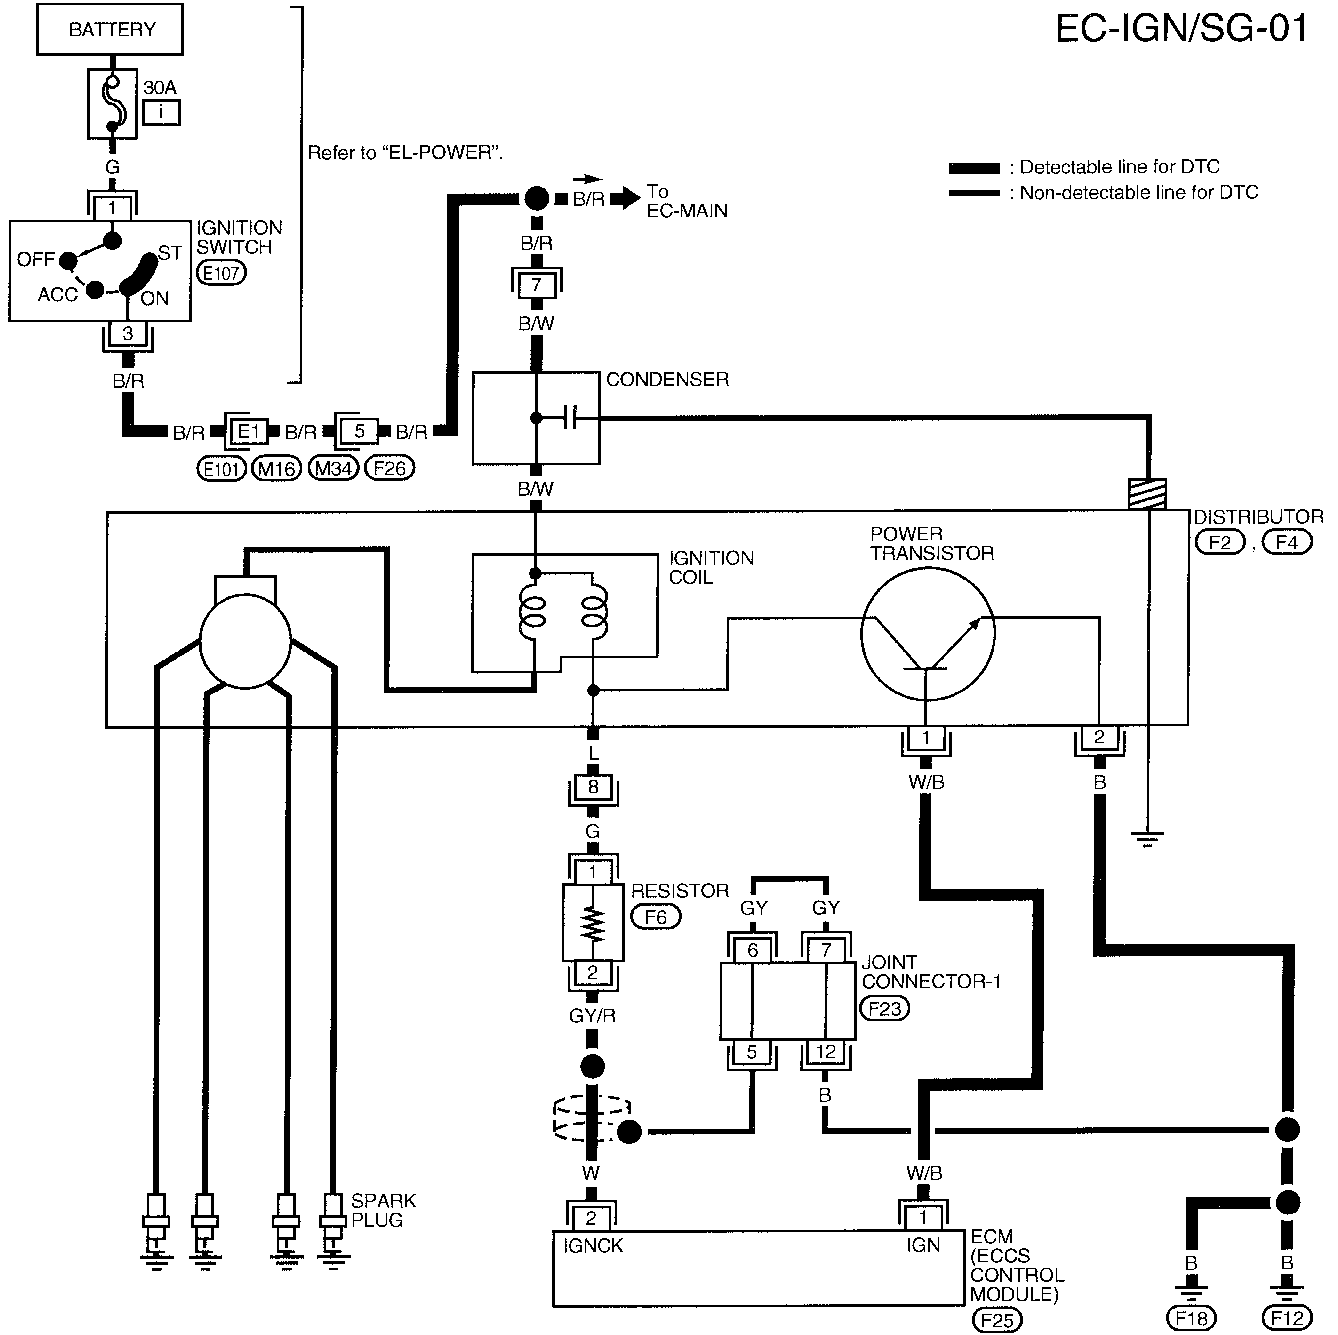 EC-IGN/SG-01
BATTERY
30A
i
Refer to "EL-POWER".
: Detectable line for DTC
: Non-detectable line for DTC
G
1
IGNITION
SWITCH
E107
OFF
ST
ACC
ON
3
B/R
B/R
E1
B/R
5
B/R
E101
M16
M34
F26
B/R
To
EC-MAIN
B/R
7
B/W
CONDENSER
B/W
DISTRIBUTOR
F2 , F4
POWER
TRANSISTOR
IGNITION
COIL
1
2
L
W/B
B
8
G
1
RESISTOR
F6
2
GY/R
GY
GY
6
7
JOINT
CONNECTOR-1
F23
5
12
B
W
W/B
SPARK
PLUG
2
1
IGNCK
IGN
ECM
(ECCS
CONTROL
MODULE)
F25
B
B
F18
F12